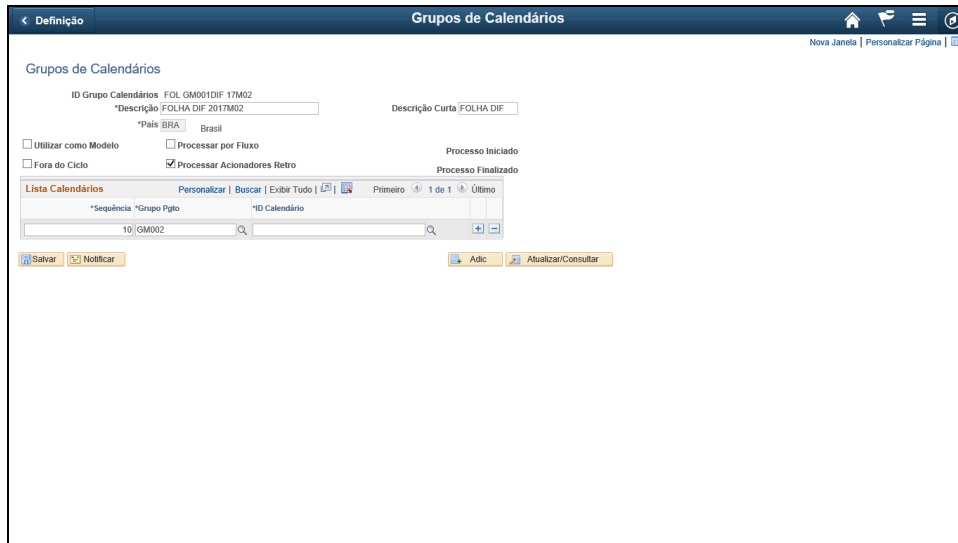 Definição Grupos de Calendários
Nova Janela | Personalizar Página |
Grupos de Calendários
ID Grupo Calendários FOL GM001DIF 17M02
*Descrição FOLHA DIF 2017M02 Descrição Curta FOLHA DIF
*País BRA Brasil
Utilizar como Modelo Processar por Fluxo Processo Iniciado
Fora do Ciclo Processar Acionadores Retro Processo Finalizado
Lista Calendários Personalizar | Buscar | Exibir Tudo | | Primeiro 1 de 1 Último
*Sequência *Grupo Pgto *ID Calendário
10 GM002
Salvar Notificar Adic Atualizar/Consultar